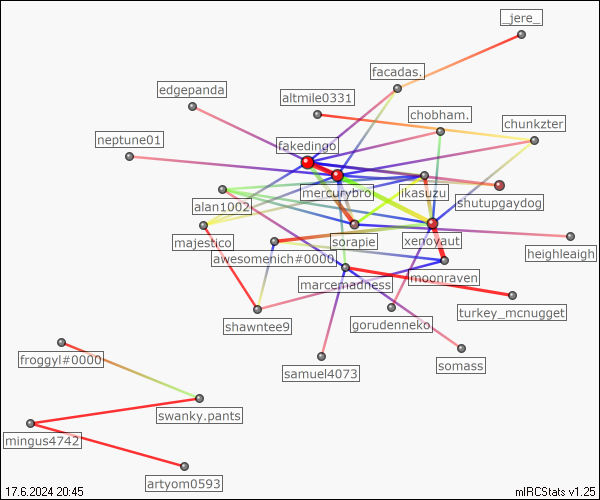 _jere_
facadas.
edgepanda
altmile0331
chobham.
chunkzter
neptune01
fakedingo
mercurybro
ikasuzu
shutupgaydog
alan1002
majestico
sorapie
xenoyaut
heighleaigh
awesomenich#0000
moonraven
marcemadness
turkey_mcnugget
shawntee9
gorudenneko.
samuel4073
somass
froggyl#0000
swanky.pants
mingus4742
artyom0593
17.6.2024 20:45
mIRCStats v1.25